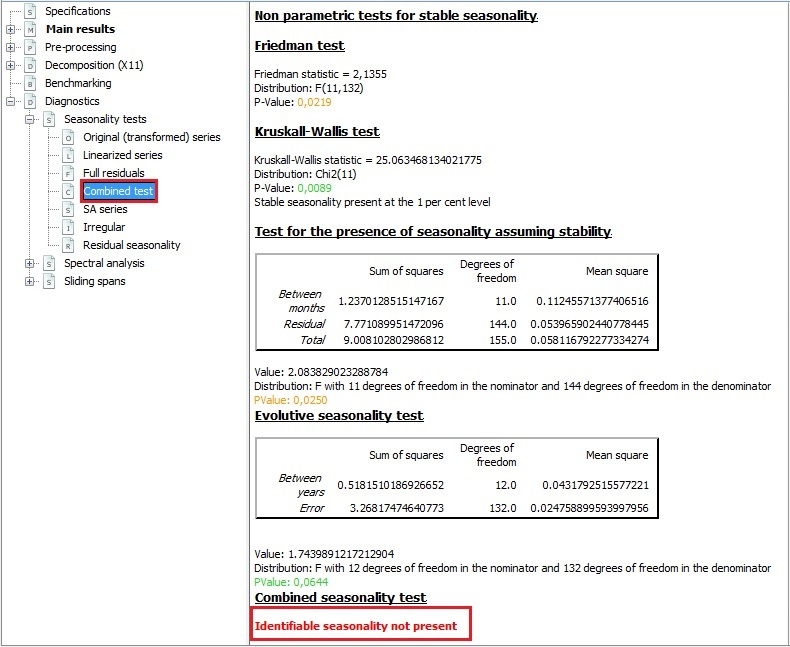 Specifications
Main results
Pre-processing
Decomposition (X11)
Benchmarking
Diagnostics
Seasonality tests
Original (transformed) series
Linearized series
Full residuals
Combined test
SA series
Irregular
Residual seasonality
Spectral analysis
Sliding spans
Non parametric tests for stable seasonality
Friedman test
Friedman statistic = 2,1355
Distribution: F(11,132)
P-Value: 0,0219
Kruskall-Wallis test
Kruskall-Wallis statistic = 25.063468134021775
Distribution: Chi2(11)
P-Value: 0,0089
Stable seasonality present at the 1 per cent level
Test for the presence of seasonality assuming stability
Sum of squares Degrees of freedom Mean square
Between months 1.2370128515147167 11.0 0.11245571377406516
Residual 7.771089951472096 144.0 0.053965902440778445
Total 9.008102802986812 155.0 0.058116792277334274
Value: 2.083829023288784
Distribution: F with 11 degrees of freedom in the nominator and 144 degrees of freedom in the denominator
PValue: 0,0250
Evolutive seasonality test
Sum of squares Degrees of freedom Mean square
Between years 0.5181510186926652 12.0 0.0431792515577221
Error 3.26817474640773 132.0 0.024758899593997956
Value: 1.7439891217212904
Distribution: F with 12 degrees of freedom in the nominator and 132 degrees of freedom in the denominator
PValue: 0,0644
Combined seasonality test
Identifiable seasonality not present